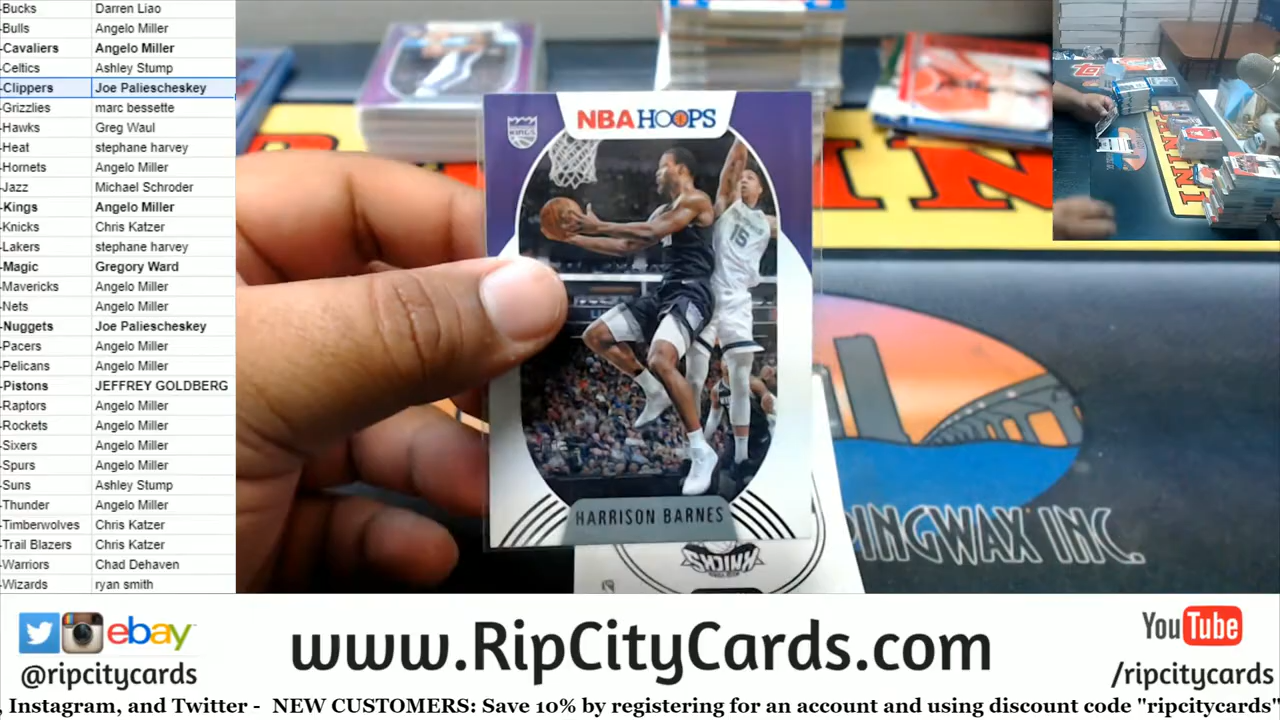 -Bucks Darren Liao
-Bulls Angelo Miller
-Cavaliers Angelo Miller
-Celtics Ashley Stump
-Clippers Joe Paliescheskey
-Grizzlies marc bessette
-Hawks Greg Waul
-Heat stephane harvey
-Hornets Angelo Miller
-Jazz Michael Schroder
-Kings Angelo Miller
-Knicks Chris Katzer
-Lakers stephane harvey
-Magic Gregory Ward
-Mavericks Angelo Miller
-Nets Angelo Miller
-Nuggets Joe Paliescheskey
-Pacers Angelo Miller
-Pelicans Angelo Miller
-Pistons JEFFREY GOLDBERG
-Raptors Angelo Miller
-Rockets Angelo Miller
-Sixers Angelo Miller
-Spurs Angelo Miller
-Suns Ashley Stump
-Thunder Angelo Miller
-Timberwolves Chris Katzer
-Trail Blazers Chris Katzer
-Warriors Chad Dehaven
-Wizards ryan smith
NBA HOOPS
KINGS
15
HARRISON BARNES
KNICKS
PINGWAX INC.
ebay
@ripcitycards
www.RipCityCards.com
YouTube
/ripcitycards
, Instagram, and Twitter - NEW CUSTOMERS: Save 10% by registering for an account and using discount code "ripcitycards"